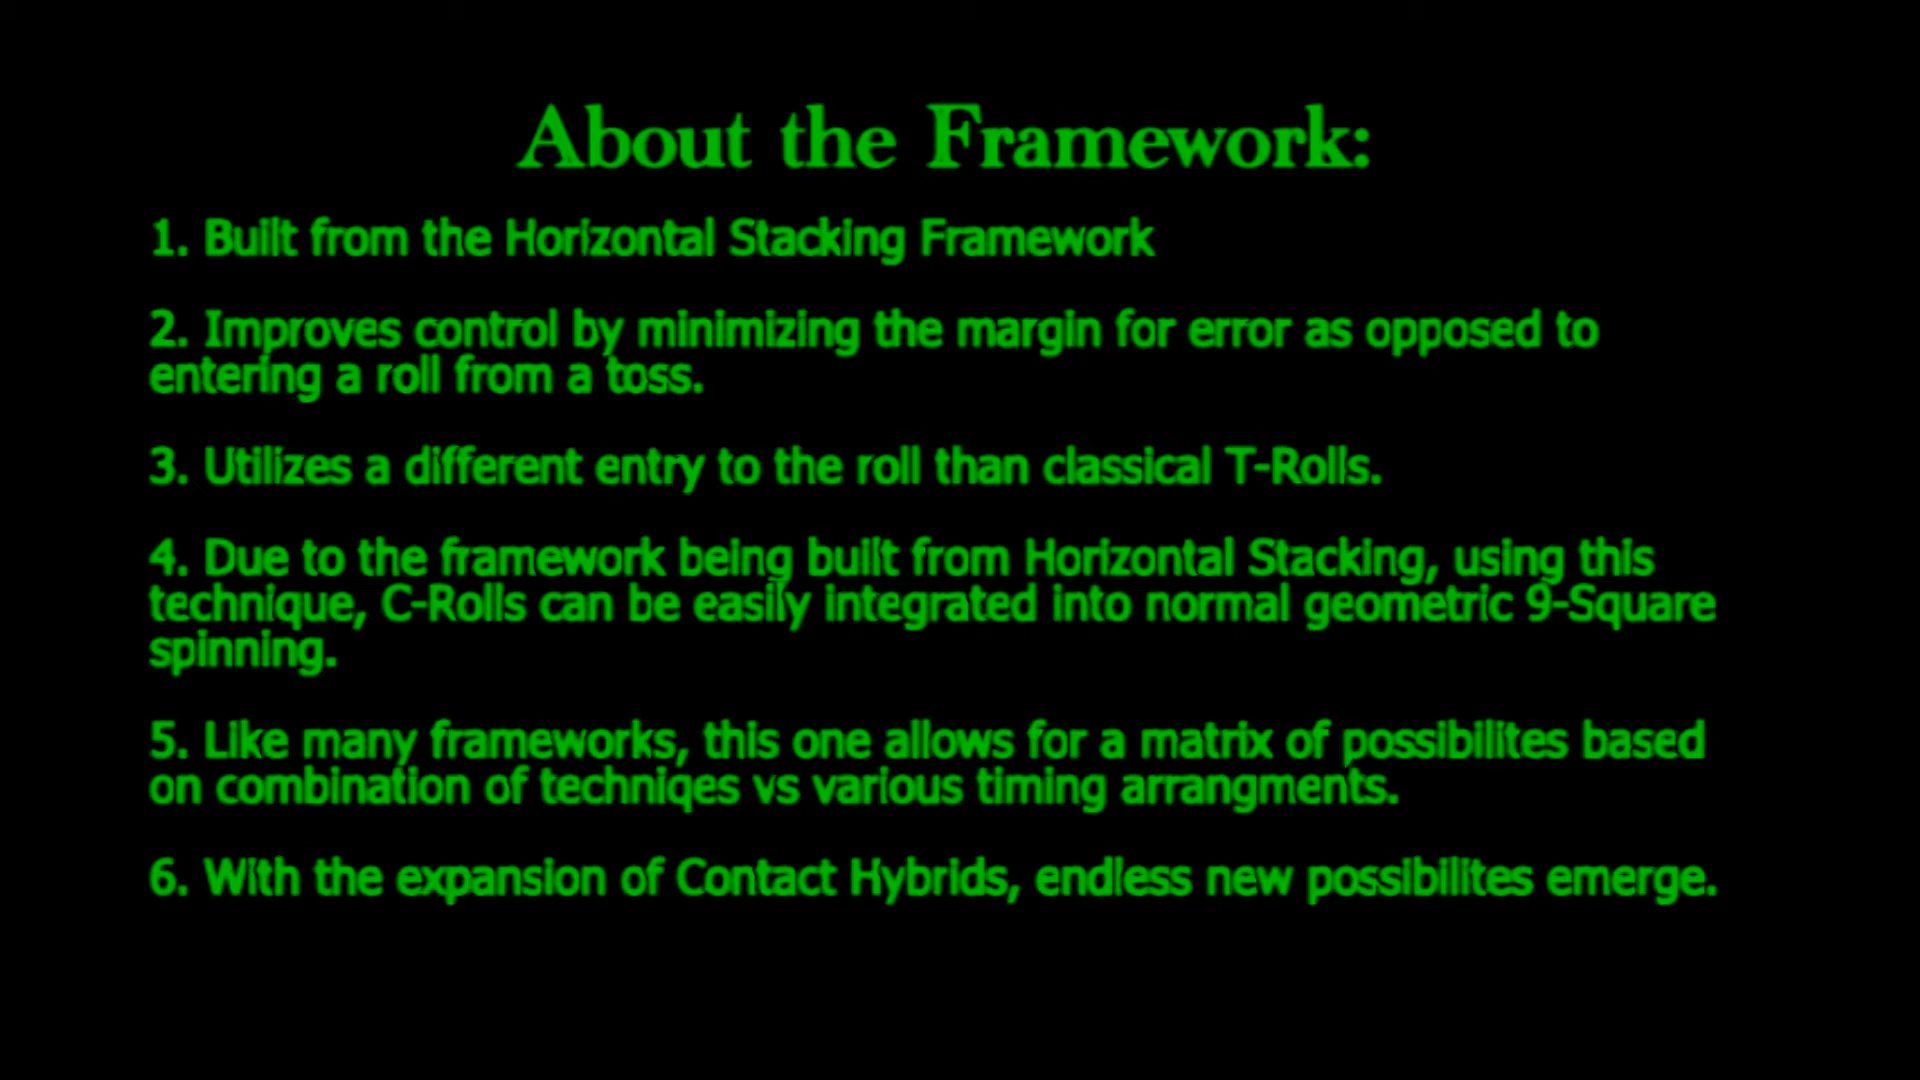 About the Framework:
1. Built from the Horizontal Stacking Framework
2. Improves control by minimizing the margin for error as opposed to
entering a roll from a toss.
3. Utilizes a different entry to the roll than classical T-Rolls.
4. Due to the framework being built from Horizontal Stacking, using this
technique, C-Rolls can be easily integrated into normal geometric 9-Square
spinning.
5. Like many frameworks, this one allows for a matrix of possibilites based
on combination of techniqes vs various timing arrangments.
6. With the expansion of Contact Hybrids, endless new possibilites emerge.